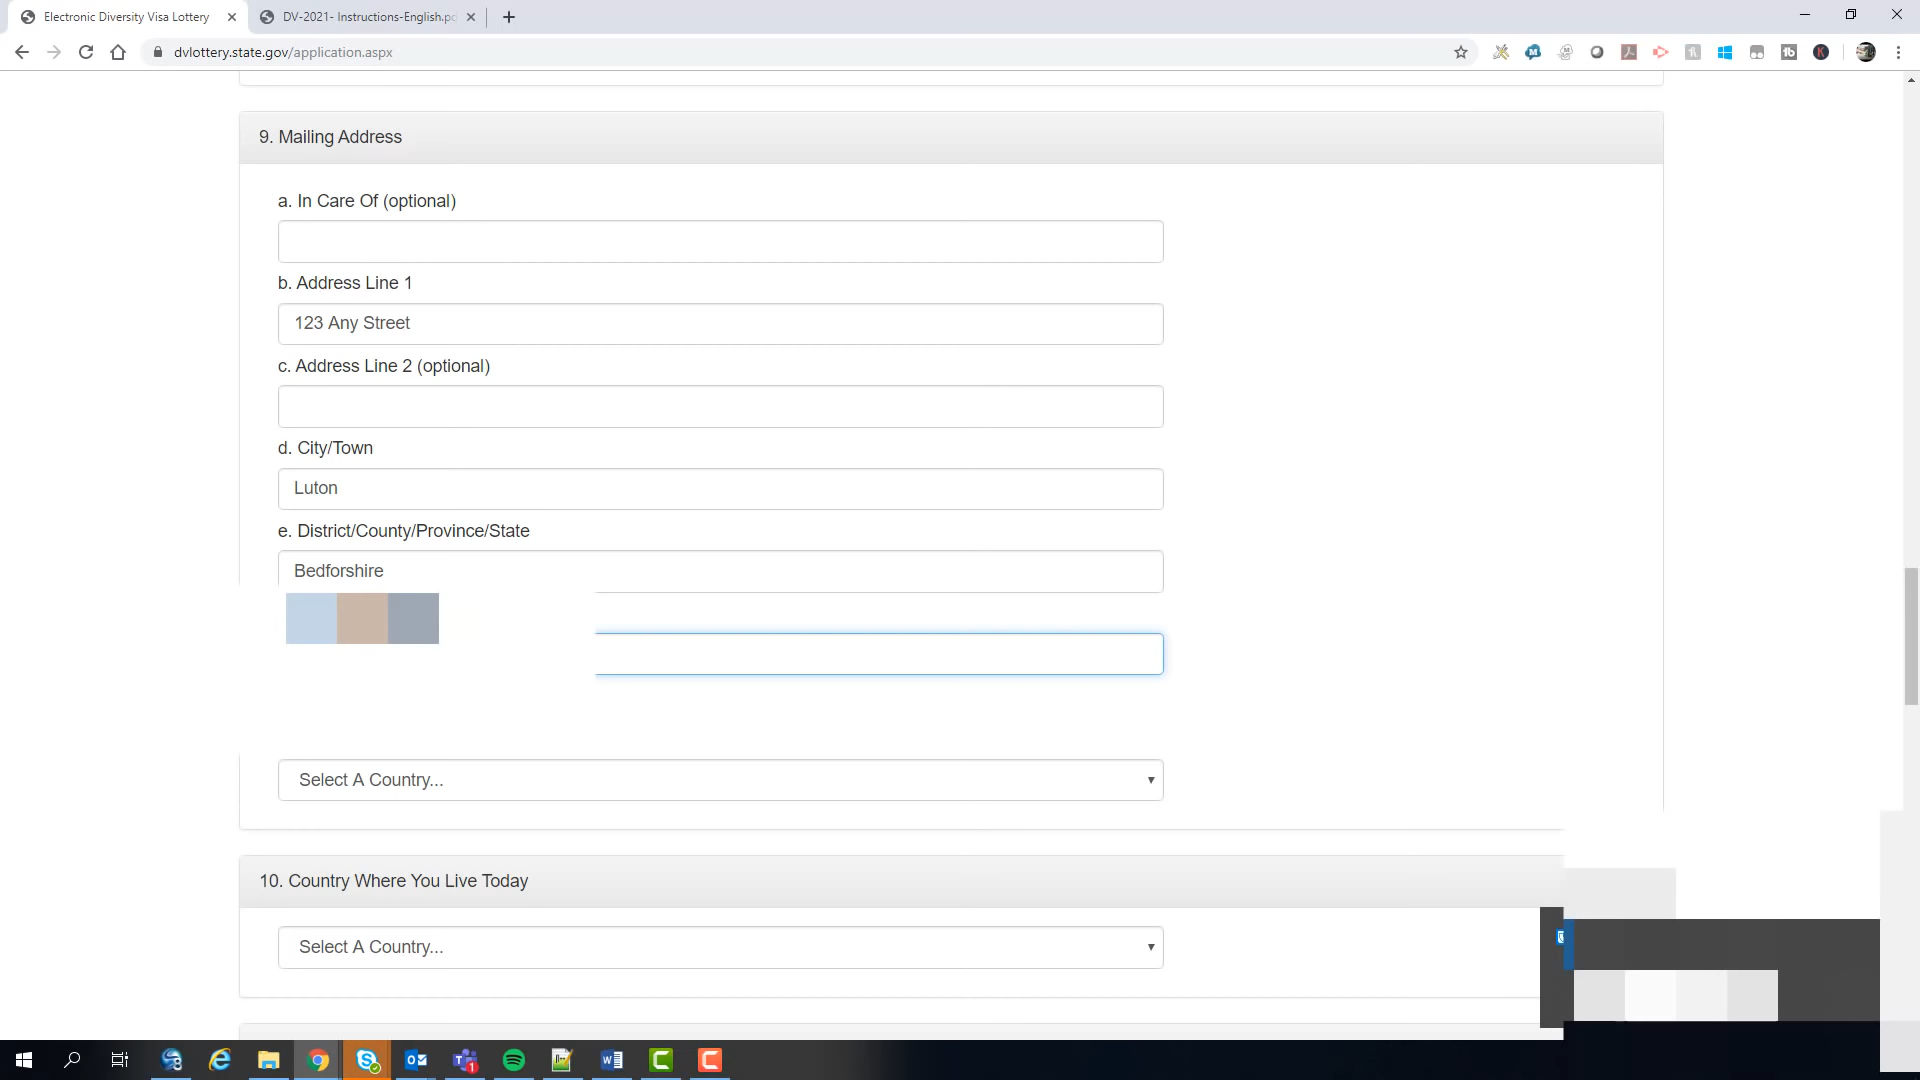 Electronic Diversity Visa Lottery
DV-2021- Instructions-English.pd
dvlottery.state.gov/application.aspx
9. Mailing Address
a. In Care Of (optional)
b. Address Line 1
123 Any Street
c. Address Line 2 (optional)
d. City/Town
Luton
e. District/County/Province/State
Bedforshire
Select A Country...
10. Country Where You Live Today
Select A Country...